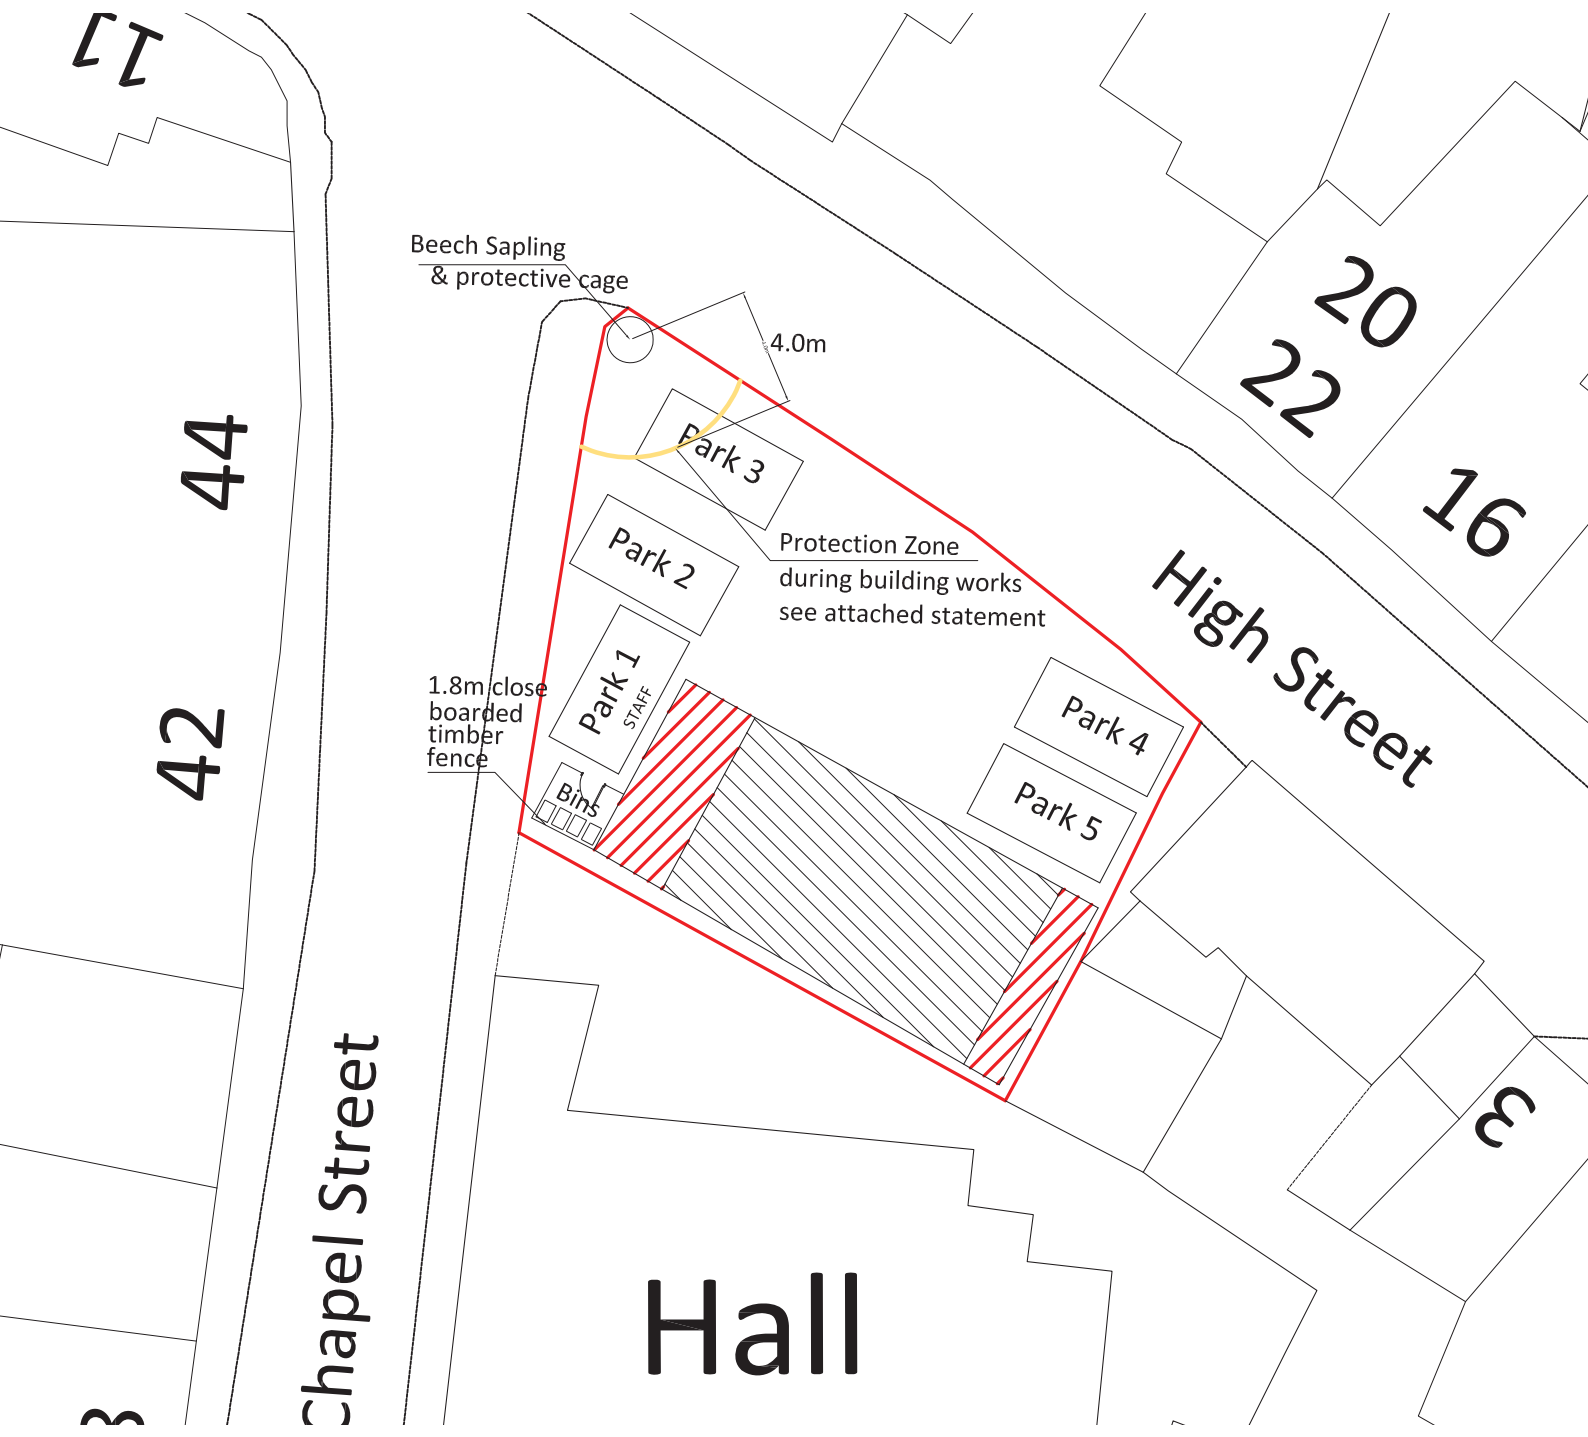 11
Beech Sapling
& protective cage
4.0m
20
22
16
44
Park 3
Park 2
Protection Zone
during building works
see attached statement
High Street
Park 1
STAFF
1.8m close
boarded
timber
fence
Park 4
Park 5
42
Bins
Chapel Street
3
Hall